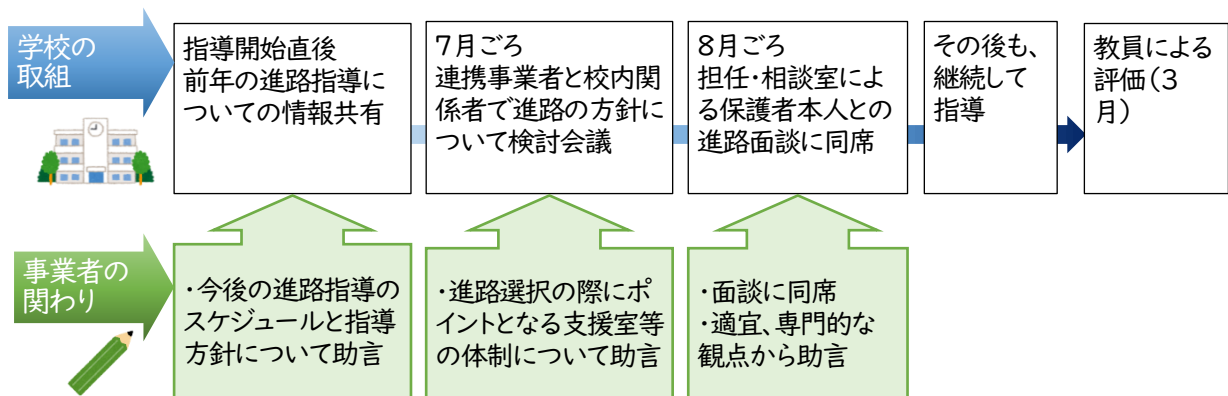 学校の
取組
指導開始直後
前年の進路指導に
ついての情報共有
7月ごろ
連携事業者と校内関
係者で進路の方針に
ついて検討会議
8月ごろ
担任・相談室によ
る保護者本人との
進路面談に同席
その後も、
継続して
指導
教員による
評価(3
月)
事業者の
関わり
・今後の進路指導の
スケジュールと指導
方針について助言
・進路選択の際にポ
イントとなる支援室等
の体制について助言
・面談に同席
・適宜、専門的な
観点から助言